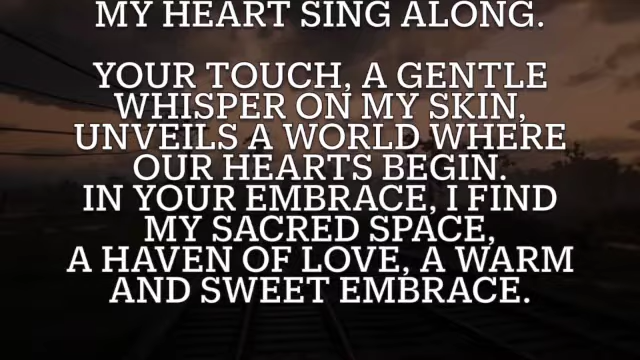 MY HEART SING ALONG.
YOUR TOUCH, A GENTLE
WHISPER ON MY SKIN,
UNVEILS A WORLD WHERE
OUR HEARTS BEGIN.
IN YOUR EMBRACE, I FIND
MY SACRED SPACE,
A HAVEN OF LOVE, A WARM
AND SWEET EMBRACE.